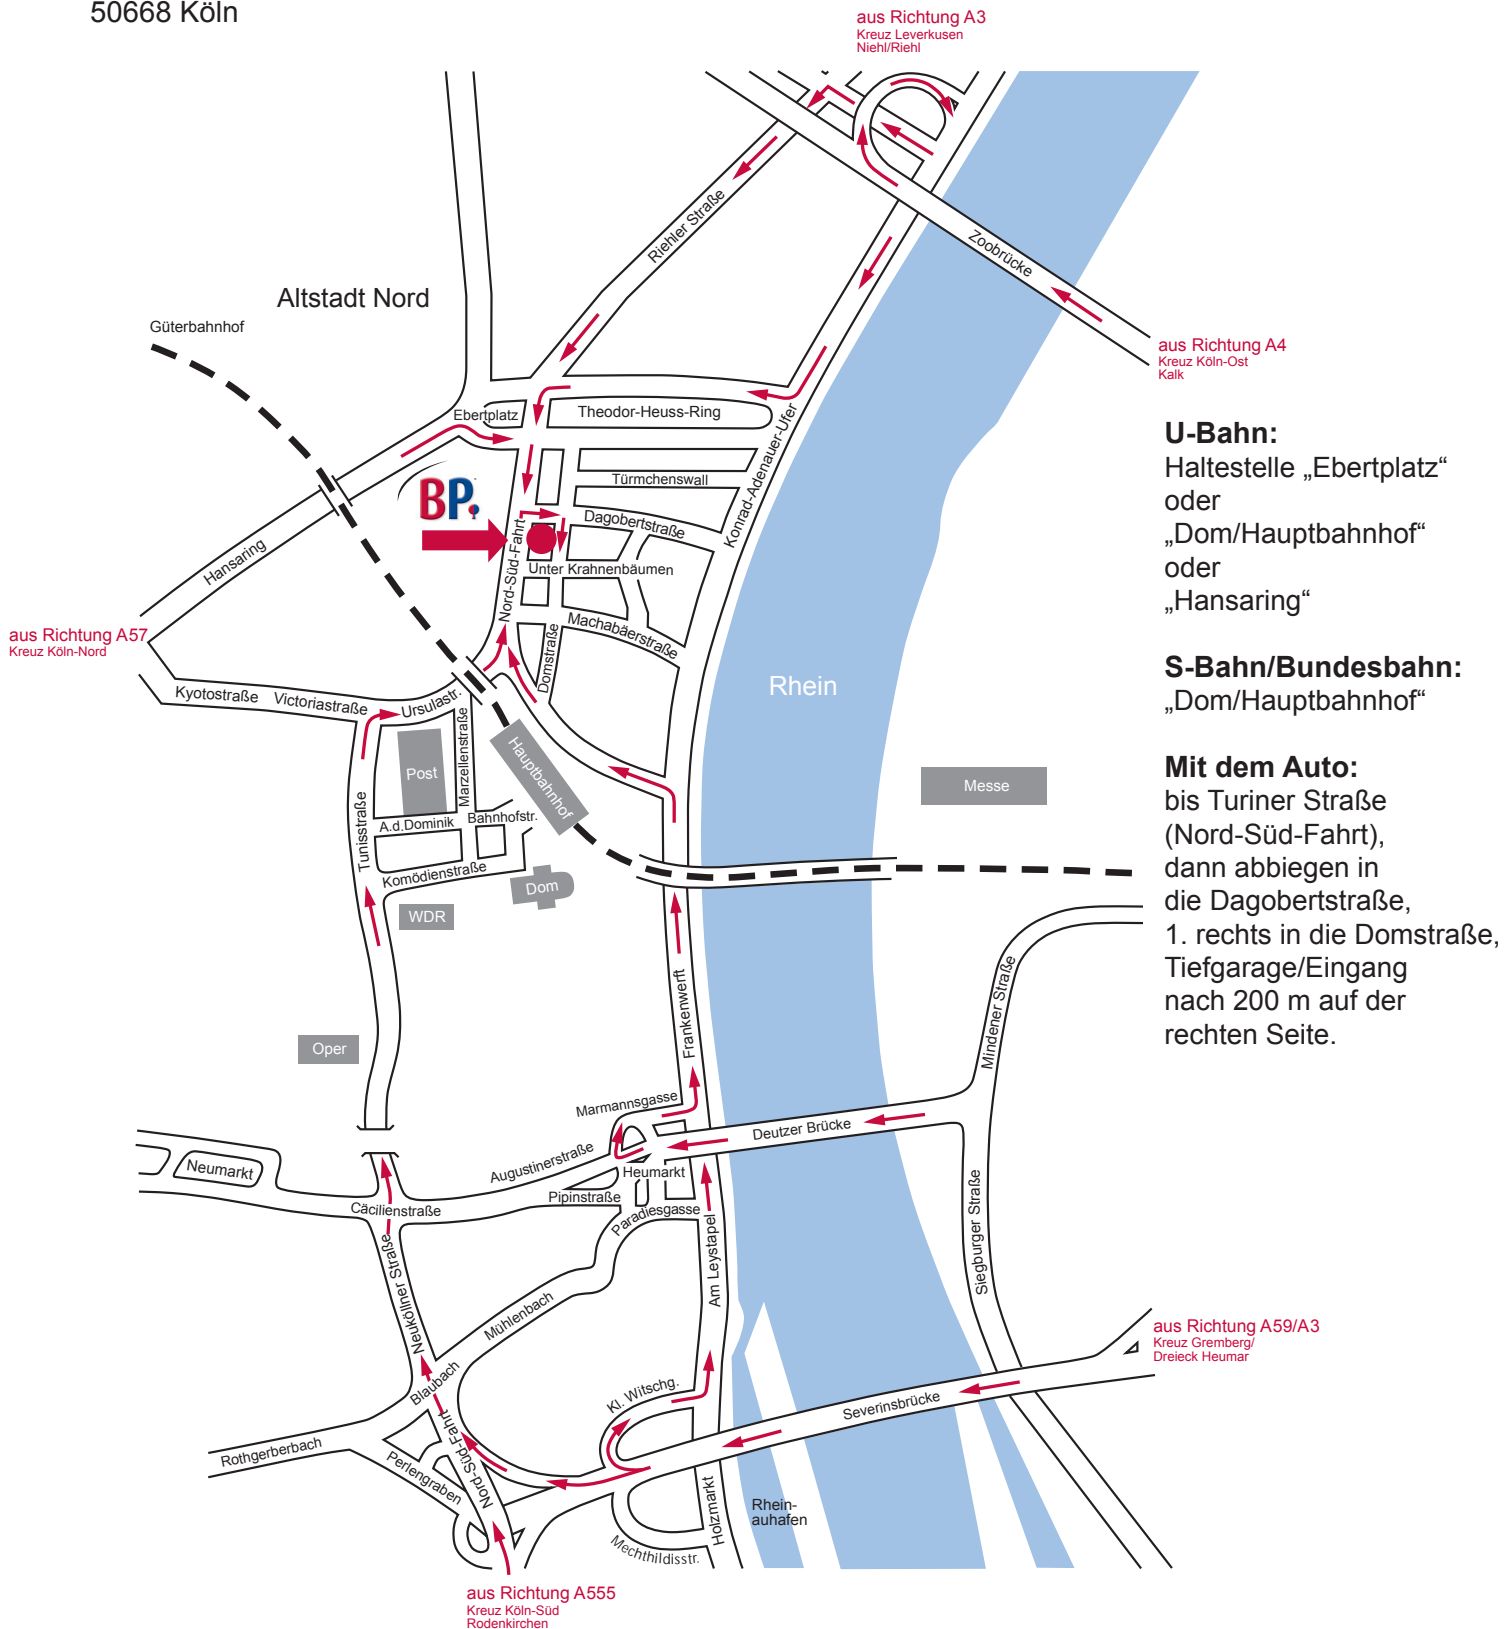 50668 Köln
aus Richtung A3
Kreuz Leverkusen
Niehl/Riehl
Riehler Straße
Zoobrücke
Altstadt Nord
Güterbahnhof
aus Richtung A4
Kreuz Köln-Ost
Kalk
Ebertplatz
Theodor-Heuss-Ring
Konrad-Adenauer-Ufer
Türmchenswall
BP
Dagobertstraße
Nord-Süd-Fahrt
Hansaring
Unter Krahnenbäumen
Machabäerstraße
Domstraße
aus Richtung A57
Kreuz Köln-Nord
Kyotostraße
Victoriastraße
Ursulastr.
Rhein
Marzellenstraße
Hauptbahnhof
Post
Messe
Tunisstraße
A.d.Dominik
Bahnhofstr.
Komödienstraße
Dom
WDR
Frankenwerft
Mindener Straße
Oper
Marmannsgasse
Deutzer Brücke
Augustinerstraße
Heumarkt
Neumarkt
Pipinstraße
Cäcilienstraße
Paradiesgasse
Siegburger Straße
Am Leystapel
Neuköllner Straße
Mühlenbach
aus Richtung A59/A3
Kreuz Gremberg/
Dreieck Heumar
Blaubach
Kl. Witschg.
Severinsbrücke
Nord-Süd-Fahrt
Rothgerberbach
Perlengraben
Holzmarkt
Rhein-
auhafen
Mechthildisstr.
aus Richtung A555
Kreuz Köln-Süd
Rodenkirchen
U-Bahn:
Haltestelle „Ebertplatz“
oder
„Dom/Hauptbahnhof“
oder
„Hansaring“
S-Bahn/Bundesbahn:
„Dom/Hauptbahnhof“
Mit dem Auto:
bis Turiner Straße
(Nord-Süd-Fahrt),
dann abbiegen in
die Dagobertstraße,
1. rechts in die Domstraße,
Tiefgarage/Eingang
nach 200 m auf der
rechten Seite.